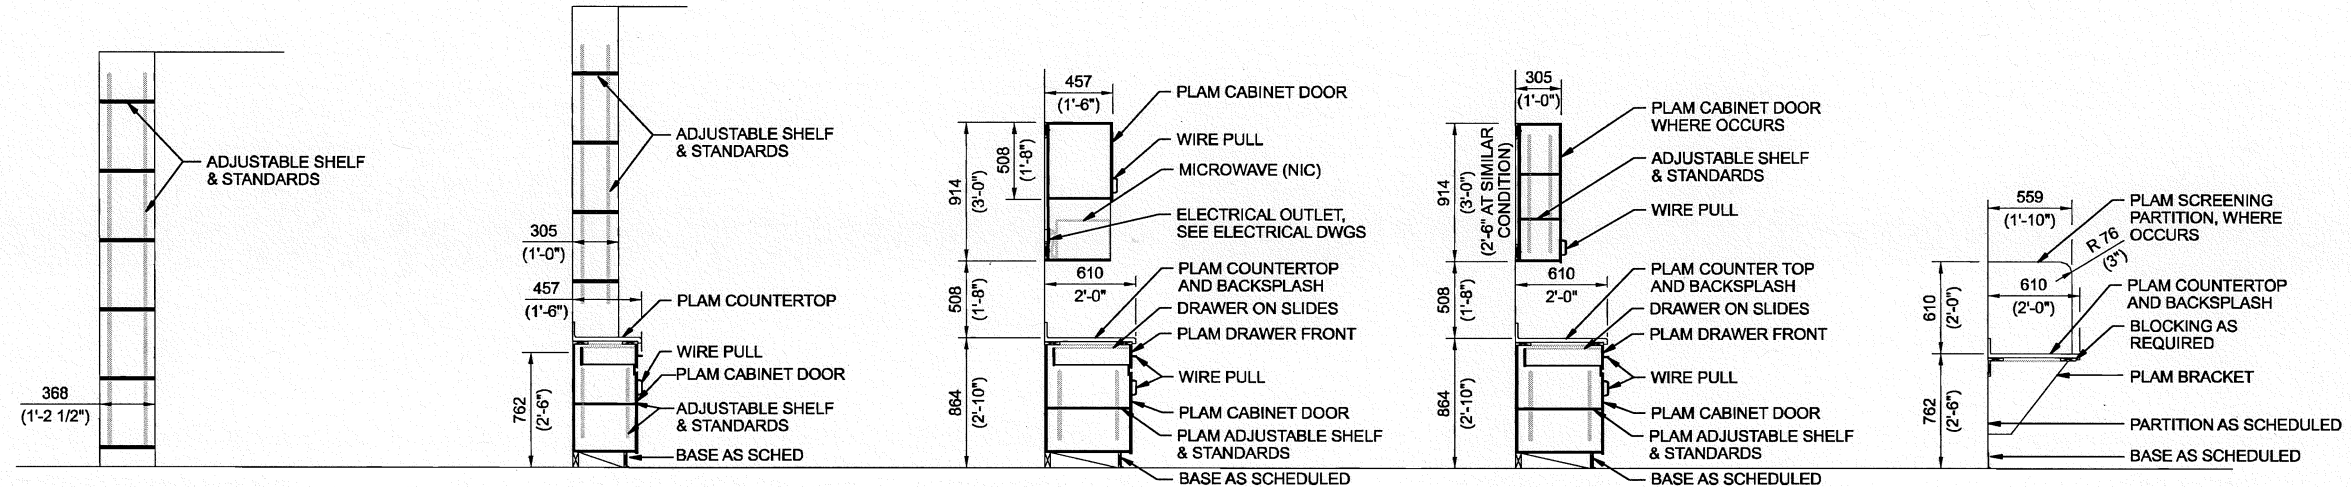 ADJUSTABLE SHELF
& STANDARDS
368
(1'-2 1/2")
ADJUSTABLE SHELF
& STANDARDS
305
(1'-0")
457
(1'-6")
PLAM COUNTERTOP
WIRE PULL
PLAM CABINET DOOR
762
(2'-6")
ADJUSTABLE SHELF
& STANDARDS
BASE AS SCHED
457
(1'-6")
PLAM CABINET DOOR
WIRE PULL
914
(3'-0")
508
(1'-8")
MICROWAVE (NIC)
ELECTRICAL OUTLET,
SEE ELECTRICAL DWGS
610
2'-0"
PLAM COUNTERTOP
AND BACKSPLASH
508
(1'-8")
DRAWER ON SLIDES
PLAM DRAWER FRONT
WIRE PULL
864
(2'-10")
PLAM CABINET DOOR
PLAM ADJUSTABLE SHELF
& STANDARDS
BASE AS SCHEDULED
305
(1'-0")
PLAM CABINET DOOR
WHERE OCCURS
914
(3'-0")
(2'-6" AT SIMILAR
CONDITION)
ADJUSTABLE SHELF
& STANDARDS
WIRE PULL
610
2'-0"
PLAM COUNTER TOP
AND BACKSPLASH
508
(1'-8")
DRAWER ON SLIDES
PLAM DRAWER FRONT
WIRE PULL
864
(2'-10")
PLAM CABINET DOOR
PLAM ADJUSTABLE SHELF
& STANDARDS
BASE AS SCHEDULED
559
(1'-10")
PLAM SCREENING
PARTITION, WHERE
OCCURS
R 76
(3")
610
(2'-0")
610
(2'-0")
PLAM COUNTERTOP
AND BACKSPLASH
BLOCKING AS
REQUIRED
PLAM BRACKET
762
(2'-6")
PARTITION AS SCHEDULED
BASE AS SCHEDULED